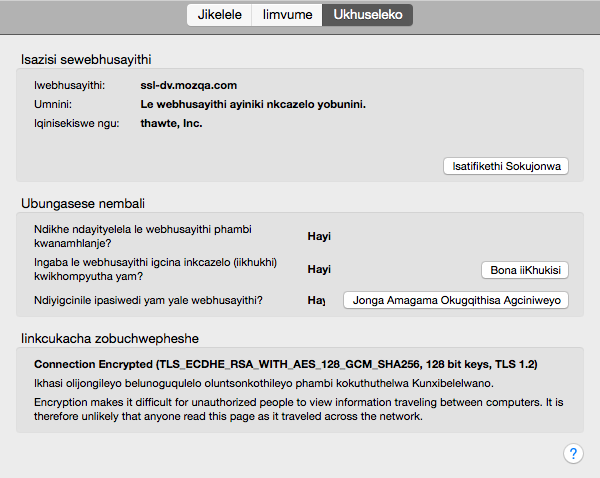 Jikelele Iimvume Ukhuseleko
Isazisi sewebhusayithi
Iwebhusayithi: ssl-dv.mozqa.com
Umnini: Le webhusayithi ayiniki nkcazelo yobunini.
Iqinisekiswe ngu: thawte, Inc.
Isatifikethi Sokujonwa
Ubungasese nembali
Ndikhe ndayityelela le webhusayithi phambi
kwanamhlanje? Hayi
Ingaba le webhusayithi igcina inkcazelo (iikhukhi)
kwikhompyutha yam? Hayi Bona iiKhukisi
Ndiyigcinile ipasiwedi yam yale webhusayithi? Hay Jonga Amagama Okugqithisa Agciniweyo
Iinkcukacha zobuchwepheshe
Connection Encrypted (TLS_ECDHE_RSA_WITH_AES_128_GCM_SHA256, 128 bit keys, TLS 1.2)
Ikhasi olijongileyo belunoguqulelo oluntsonkothileyo phambi kokuthuthelwa Kunxibelelwano.
Encryption makes it difficult for unauthorized people to view information traveling between computers. It is
therefore unlikely that anyone read this page as it traveled across the network.
?